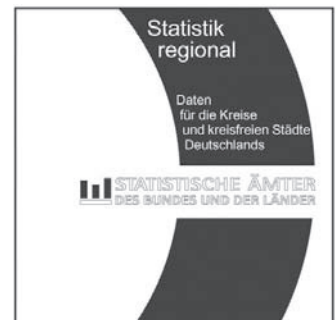 Statistik
regional
Daten
für die Kreise
und kreisfreien Städte
Deutschlands
STATISTISCHE ÄMTER
DES BUNDES UND DER LÄNDER